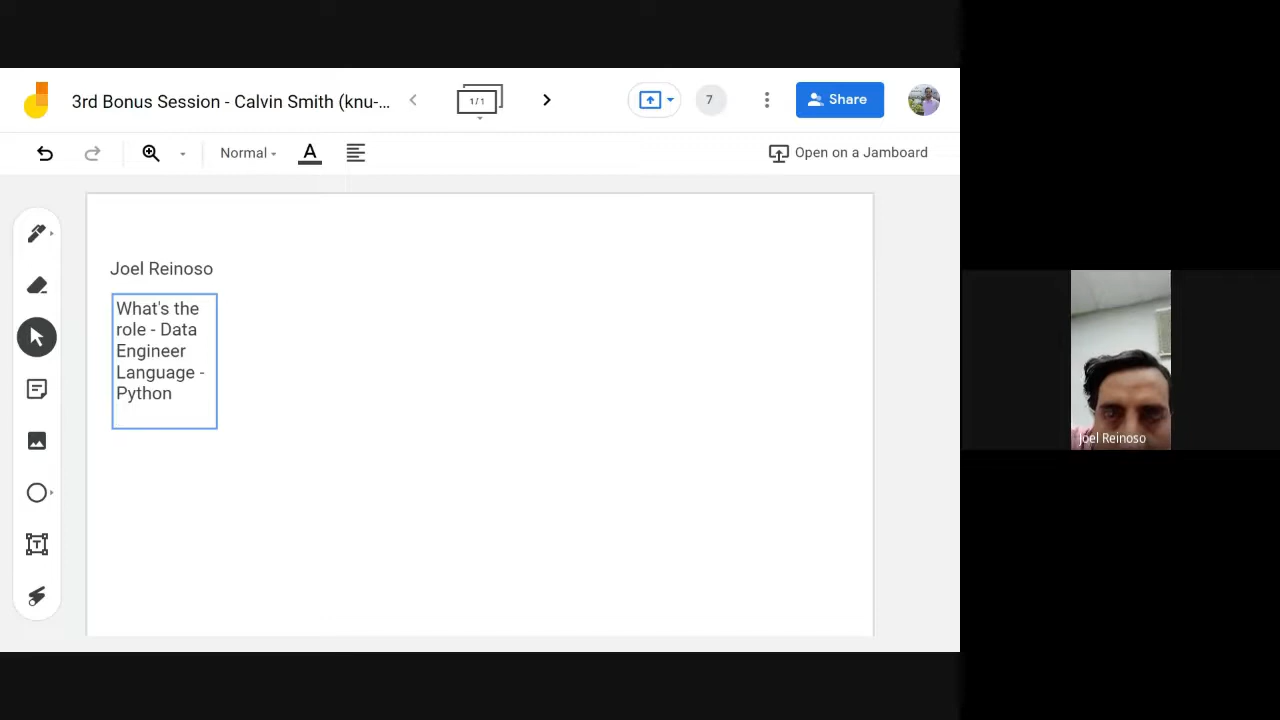 3rd Bonus Session - Calvin Smith (knu-...
1/1
7
Share
Normal
A
Open on a Jamboard
Joel Reinoso
What's the
role - Data
Engineer
Language -
Python
T
Joel Reinoso